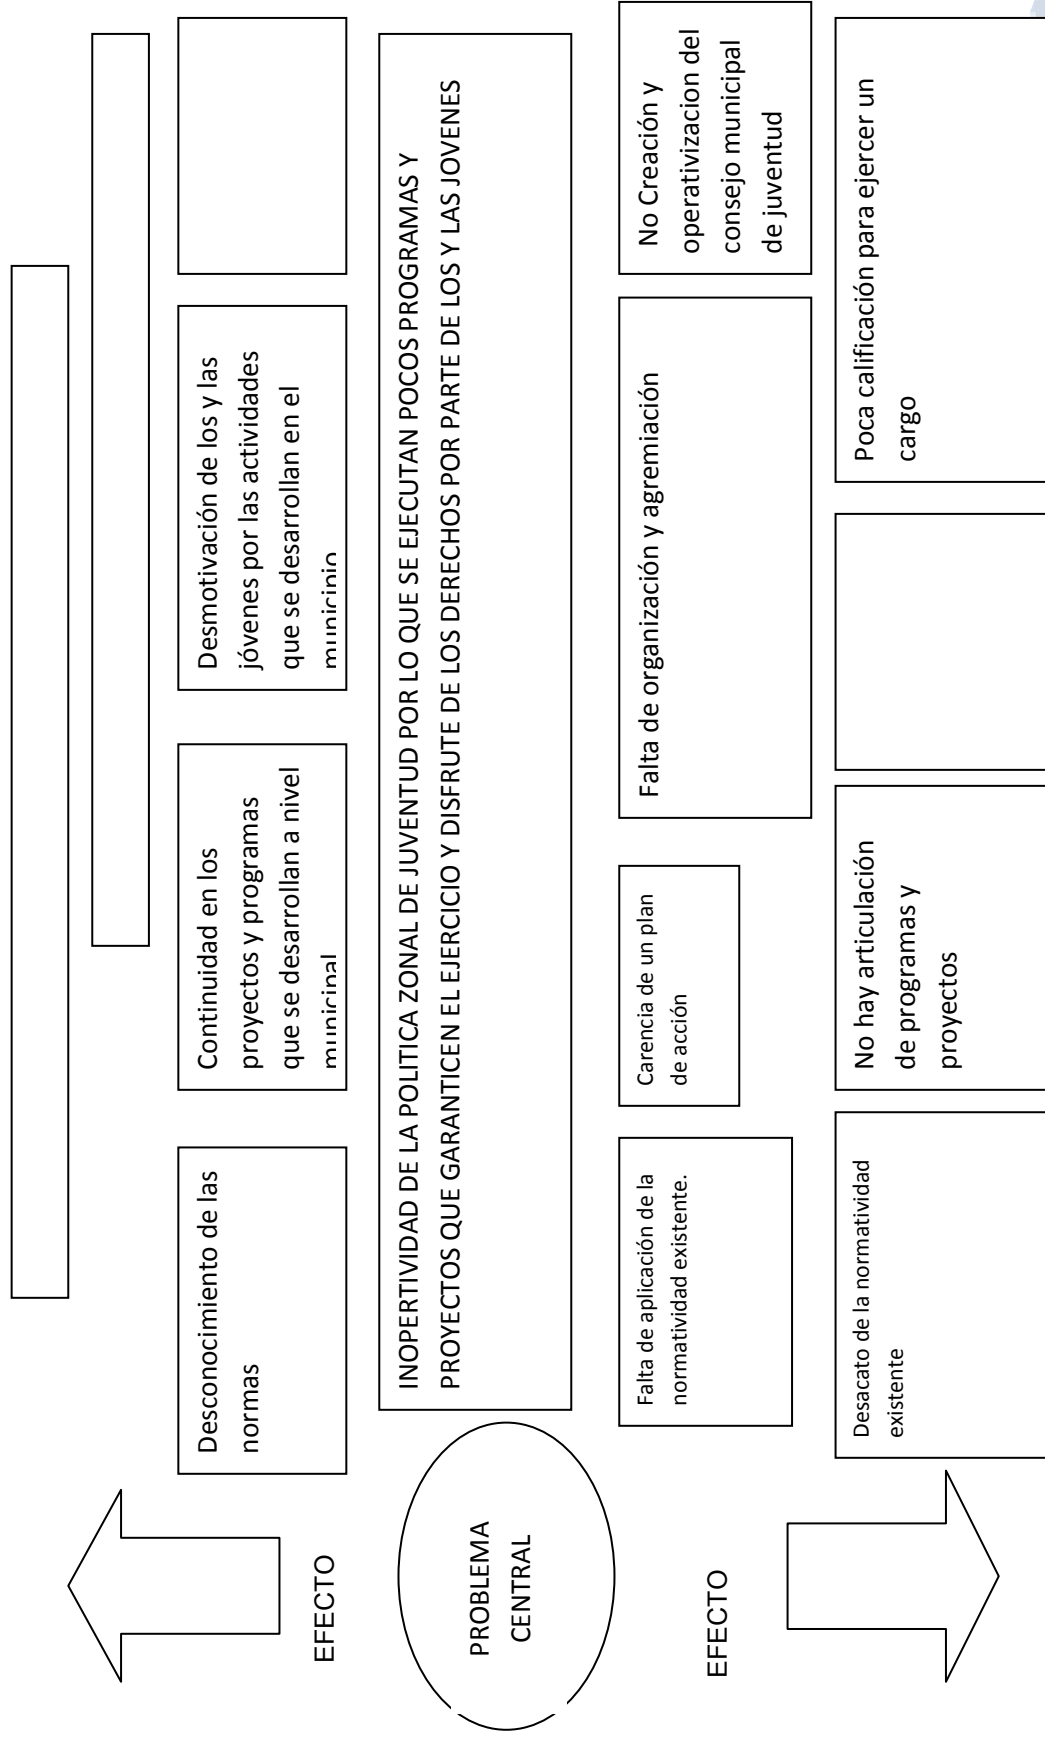 EFECTO
Desconocimiento de las
normas
Continuidad en los
proyectos y programas
que se desarrollan a nivel
municipal
Desmotivación de los y las
jóvenes por las actividades
que se desarrollan en el
municipio
PROBLEMA
CENTRAL
INOPERTIVIDAD DE LA POLITICA ZONAL DE JUVENTUD POR LO QUE SE EJECUTAN POCOS PROGRAMAS Y
PROYECTOS QUE GARANTICEN EL EJERCICIO Y DISFRUTE DE LOS DERECHOS POR PARTE DE LOS Y LAS JOVENES
EFECTO
Falta de aplicación de la
normatividad existente.
Carencia de un plan
de acción
Falta de organización y agremiación
No Creación y
operativizacion del
consejo municipal
de juventud
Desacato de la normatividad
existente
No hay articulación
de programas y
proyectos
Poca calificación para ejercer un
cargo